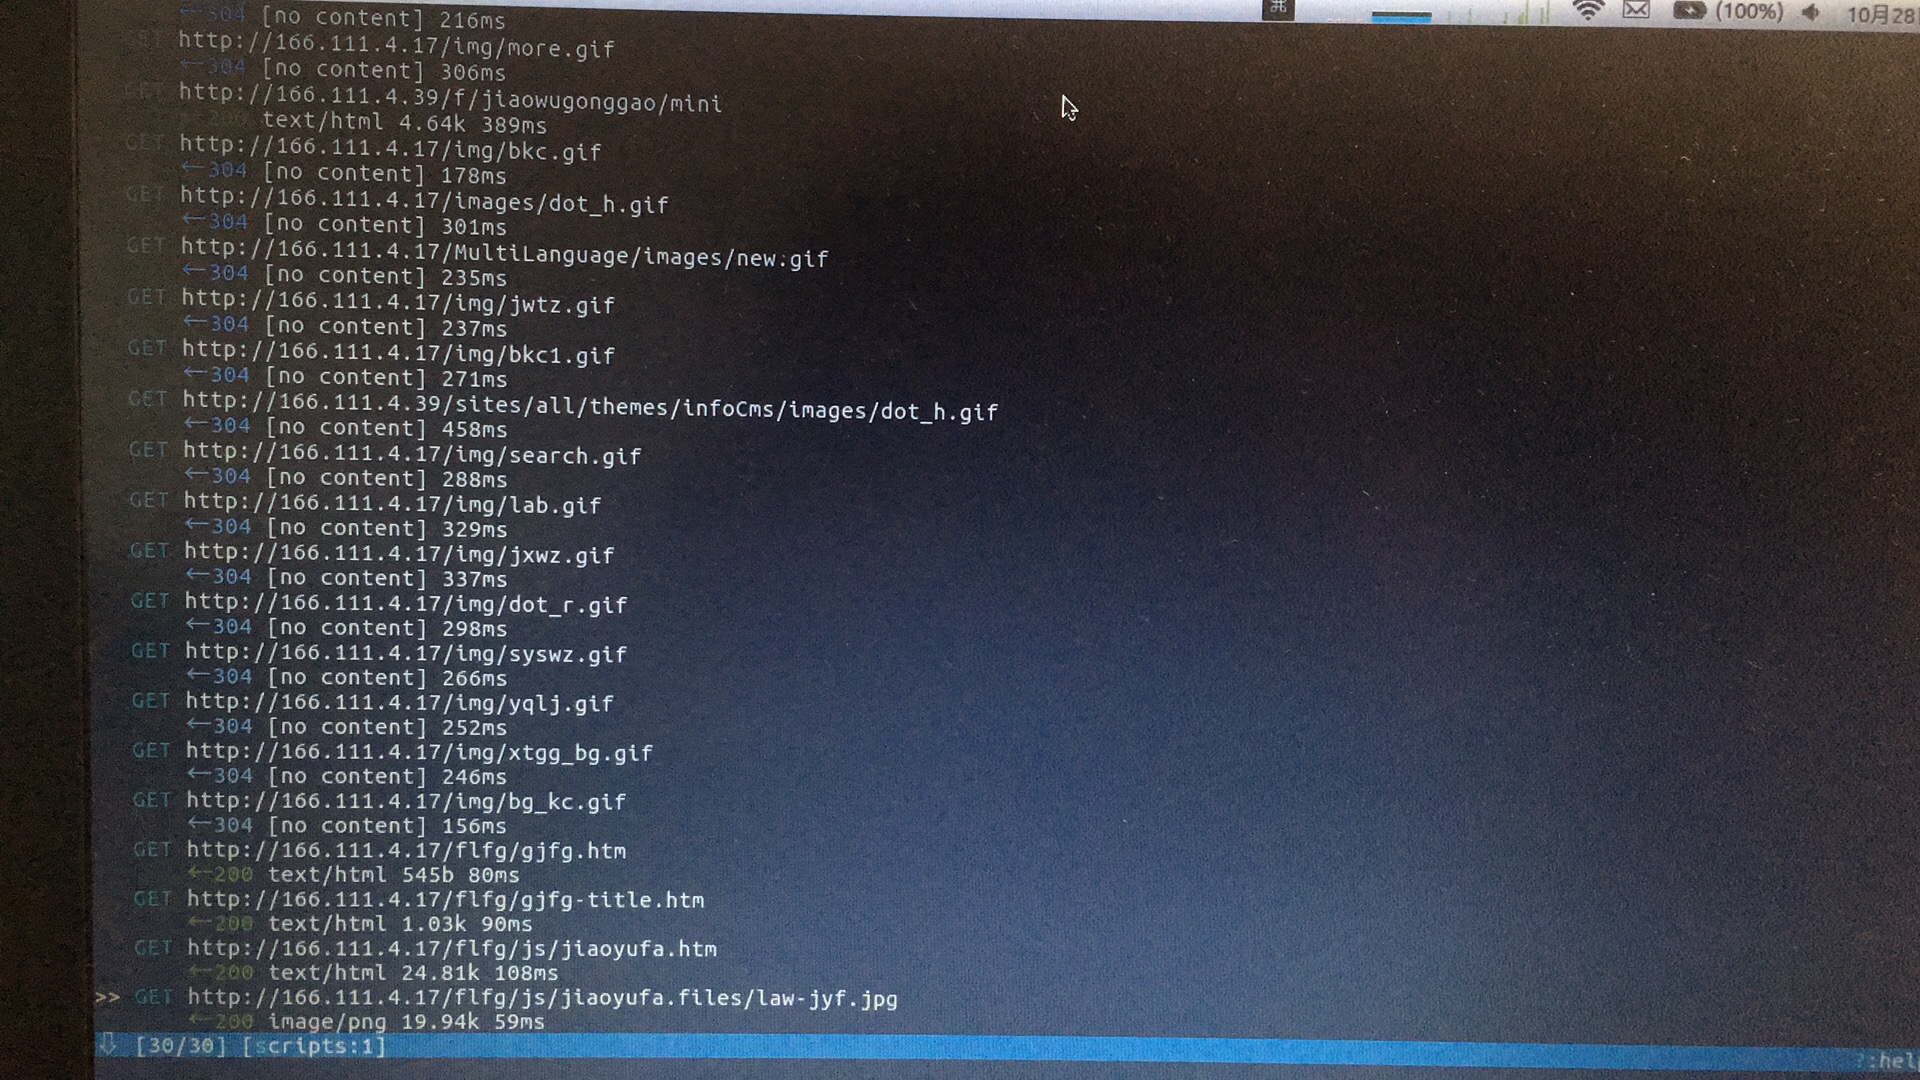 ←304 [no content] 216ms
GET http://166.111.4.17/img/more.gif
←304 [no content] 306ms
GET http://166.111.4.39/f/jiaowugonggao/mini
←200 text/html 4.64k 389ms
GET http://166.111.4.17/img/bkc.gif
←304 [no content] 178ms
GET http://166.111.4.17/images/dot_h.gif
←304 [no content] 301ms
GET http://166.111.4.17/MultiLanguage/images/new.gif
←304 [no content] 235ms
GET http://166.111.4.17/img/jwtz.gif
←304 [no content] 237ms
GET http://166.111.4.17/img/bkc1.gif
←304 [no content] 271ms
GET http://166.111.4.39/sites/all/themes/infoCms/images/dot_h.gif
←304 [no content] 458ms
GET http://166.111.4.17/img/search.gif
←304 [no content] 288ms
GET http://166.111.4.17/img/lab.gif
←304 [no content] 329ms
GET http://166.111.4.17/img/jxwz.gif
←304 [no content] 337ms
GET http://166.111.4.17/img/dot_r.gif
←304 [no content] 298ms
GET http://166.111.4.17/img/syswz.gif
←304 [no content] 266ms
GET http://166.111.4.17/img/yqlj.gif
←304 [no content] 252ms
GET http://166.111.4.17/img/xtgg_bg.gif
←304 [no content] 246ms
GET http://166.111.4.17/img/bg_kc.gif
←304 [no content] 156ms
GET http://166.111.4.17/flfg/gjfg.htm
←200 text/html 545b 80ms
GET http://166.111.4.17/flfg/gjfg-title.htm
←200 text/html 1.03k 90ms
GET http://166.111.4.17/flfg/js/jiaoyufa.htm
←200 text/html 24.81k 108ms
>> GET http://166.111.4.17/flfg/js/jiaoyufa.files/law-jyf.jpg
←200 image/png 19.94k 59ms
[30/30] [scripts:1]
?:hel
(100%)
10月28